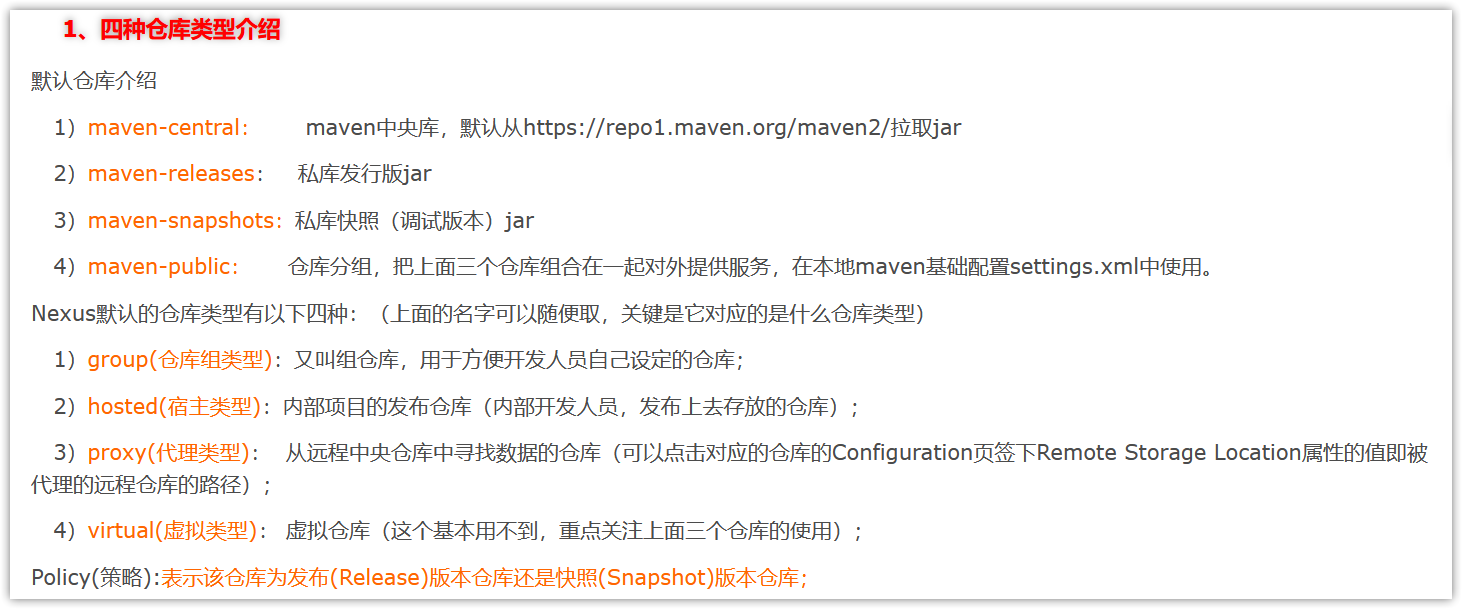 1、四种仓库类型介绍
默认仓库介绍
1）maven-central： maven中央库，默认从https://repo1.maven.org/maven2/拉取jar
2）maven-releases： 私库发行版jar
3）maven-snapshots：私库快照（调试版本）jar
4）maven-public： 仓库分组，把上面三个仓库组合在一起对外提供服务，在本地maven基础配置settings.xml中使用。
Nexus默认的仓库类型有以下四种：（上面的名字可以随便取，关键是它对应的是什么仓库类型）
1）group(仓库组类型)：又叫组仓库，用于方便开发人员自己设定的仓库；
2）hosted(宿主类型)：内部项目的发布仓库（内部开发人员，发布上去存放的仓库）；
3）proxy(代理类型)： 从远程中央仓库中寻找数据的仓库（可以点击对应的仓库的Configuration页签下Remote Storage Location属性的值即被
代理的远程仓库的路径）；
4）virtual(虚拟类型)： 虚拟仓库（这个基本用不到，重点关注上面三个仓库的使用）；
Policy(策略):表示该仓库为发布(Release)版本仓库还是快照(Snapshot)版本仓库；